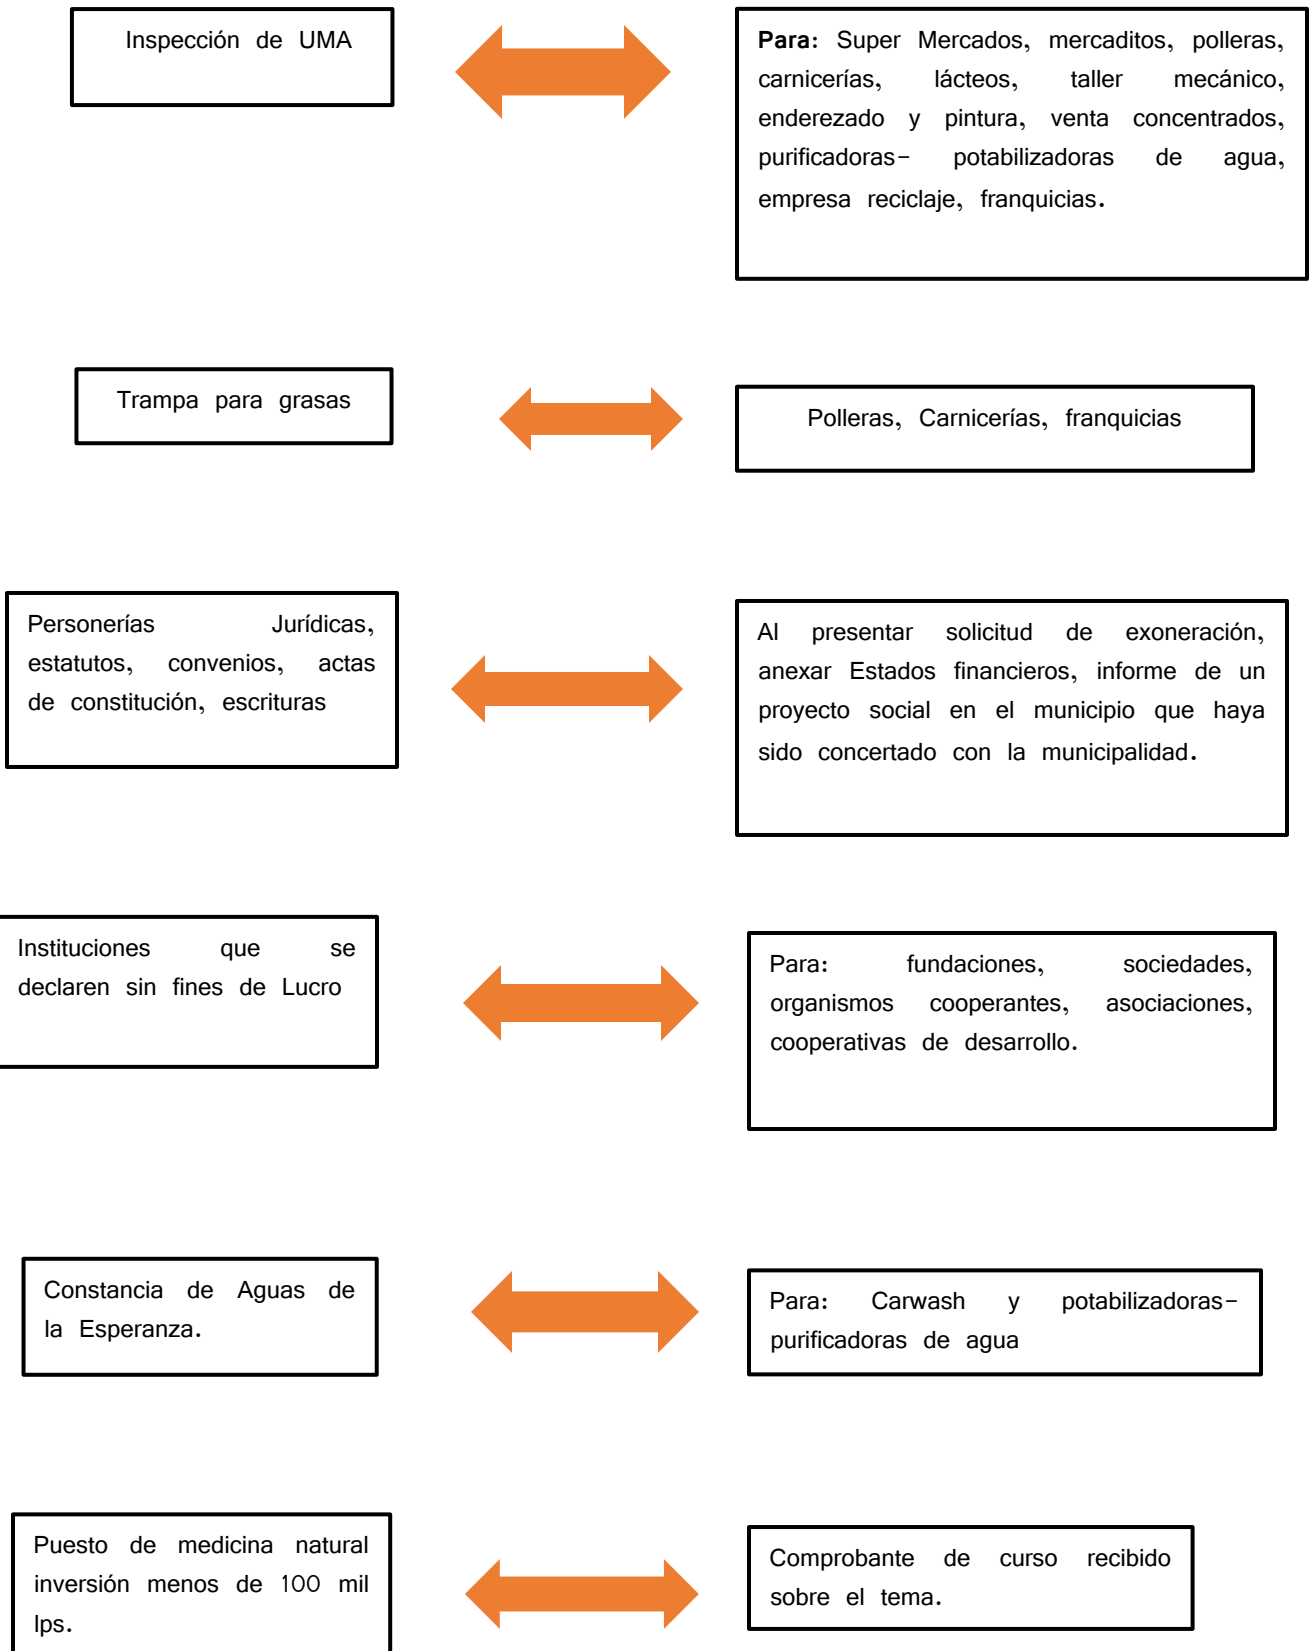 Inspección de UMA
Para: Super Mercados, mercaditos, polleras,
carnicerías, lácteos, taller mecánico,
enderezado y pintura, venta concentrados,
purificadoras- potabilizadoras de agua,
empresa reciclaje, franquicias.
Trampa para grasas
Polleras, Carnicerías, franquicias
Personerías Jurídicas,
estatutos, convenios, actas
de constitución, escrituras
Al presentar solicitud de exoneración,
anexar Estados financieros, informe de un
proyecto social en el municipio que haya
sido concertado con la municipalidad.
Instituciones que se
declaren sin fines de Lucro
Para: fundaciones, sociedades,
organismos cooperantes, asociaciones,
cooperativas de desarrollo.
Constancia de Aguas de
la Esperanza.
Para: Carwash y potabilizadoras-
purificadoras de agua
Puesto de medicina natural
inversión menos de 100 mil
lps.
Comprobante de curso recibido
sobre el tema.